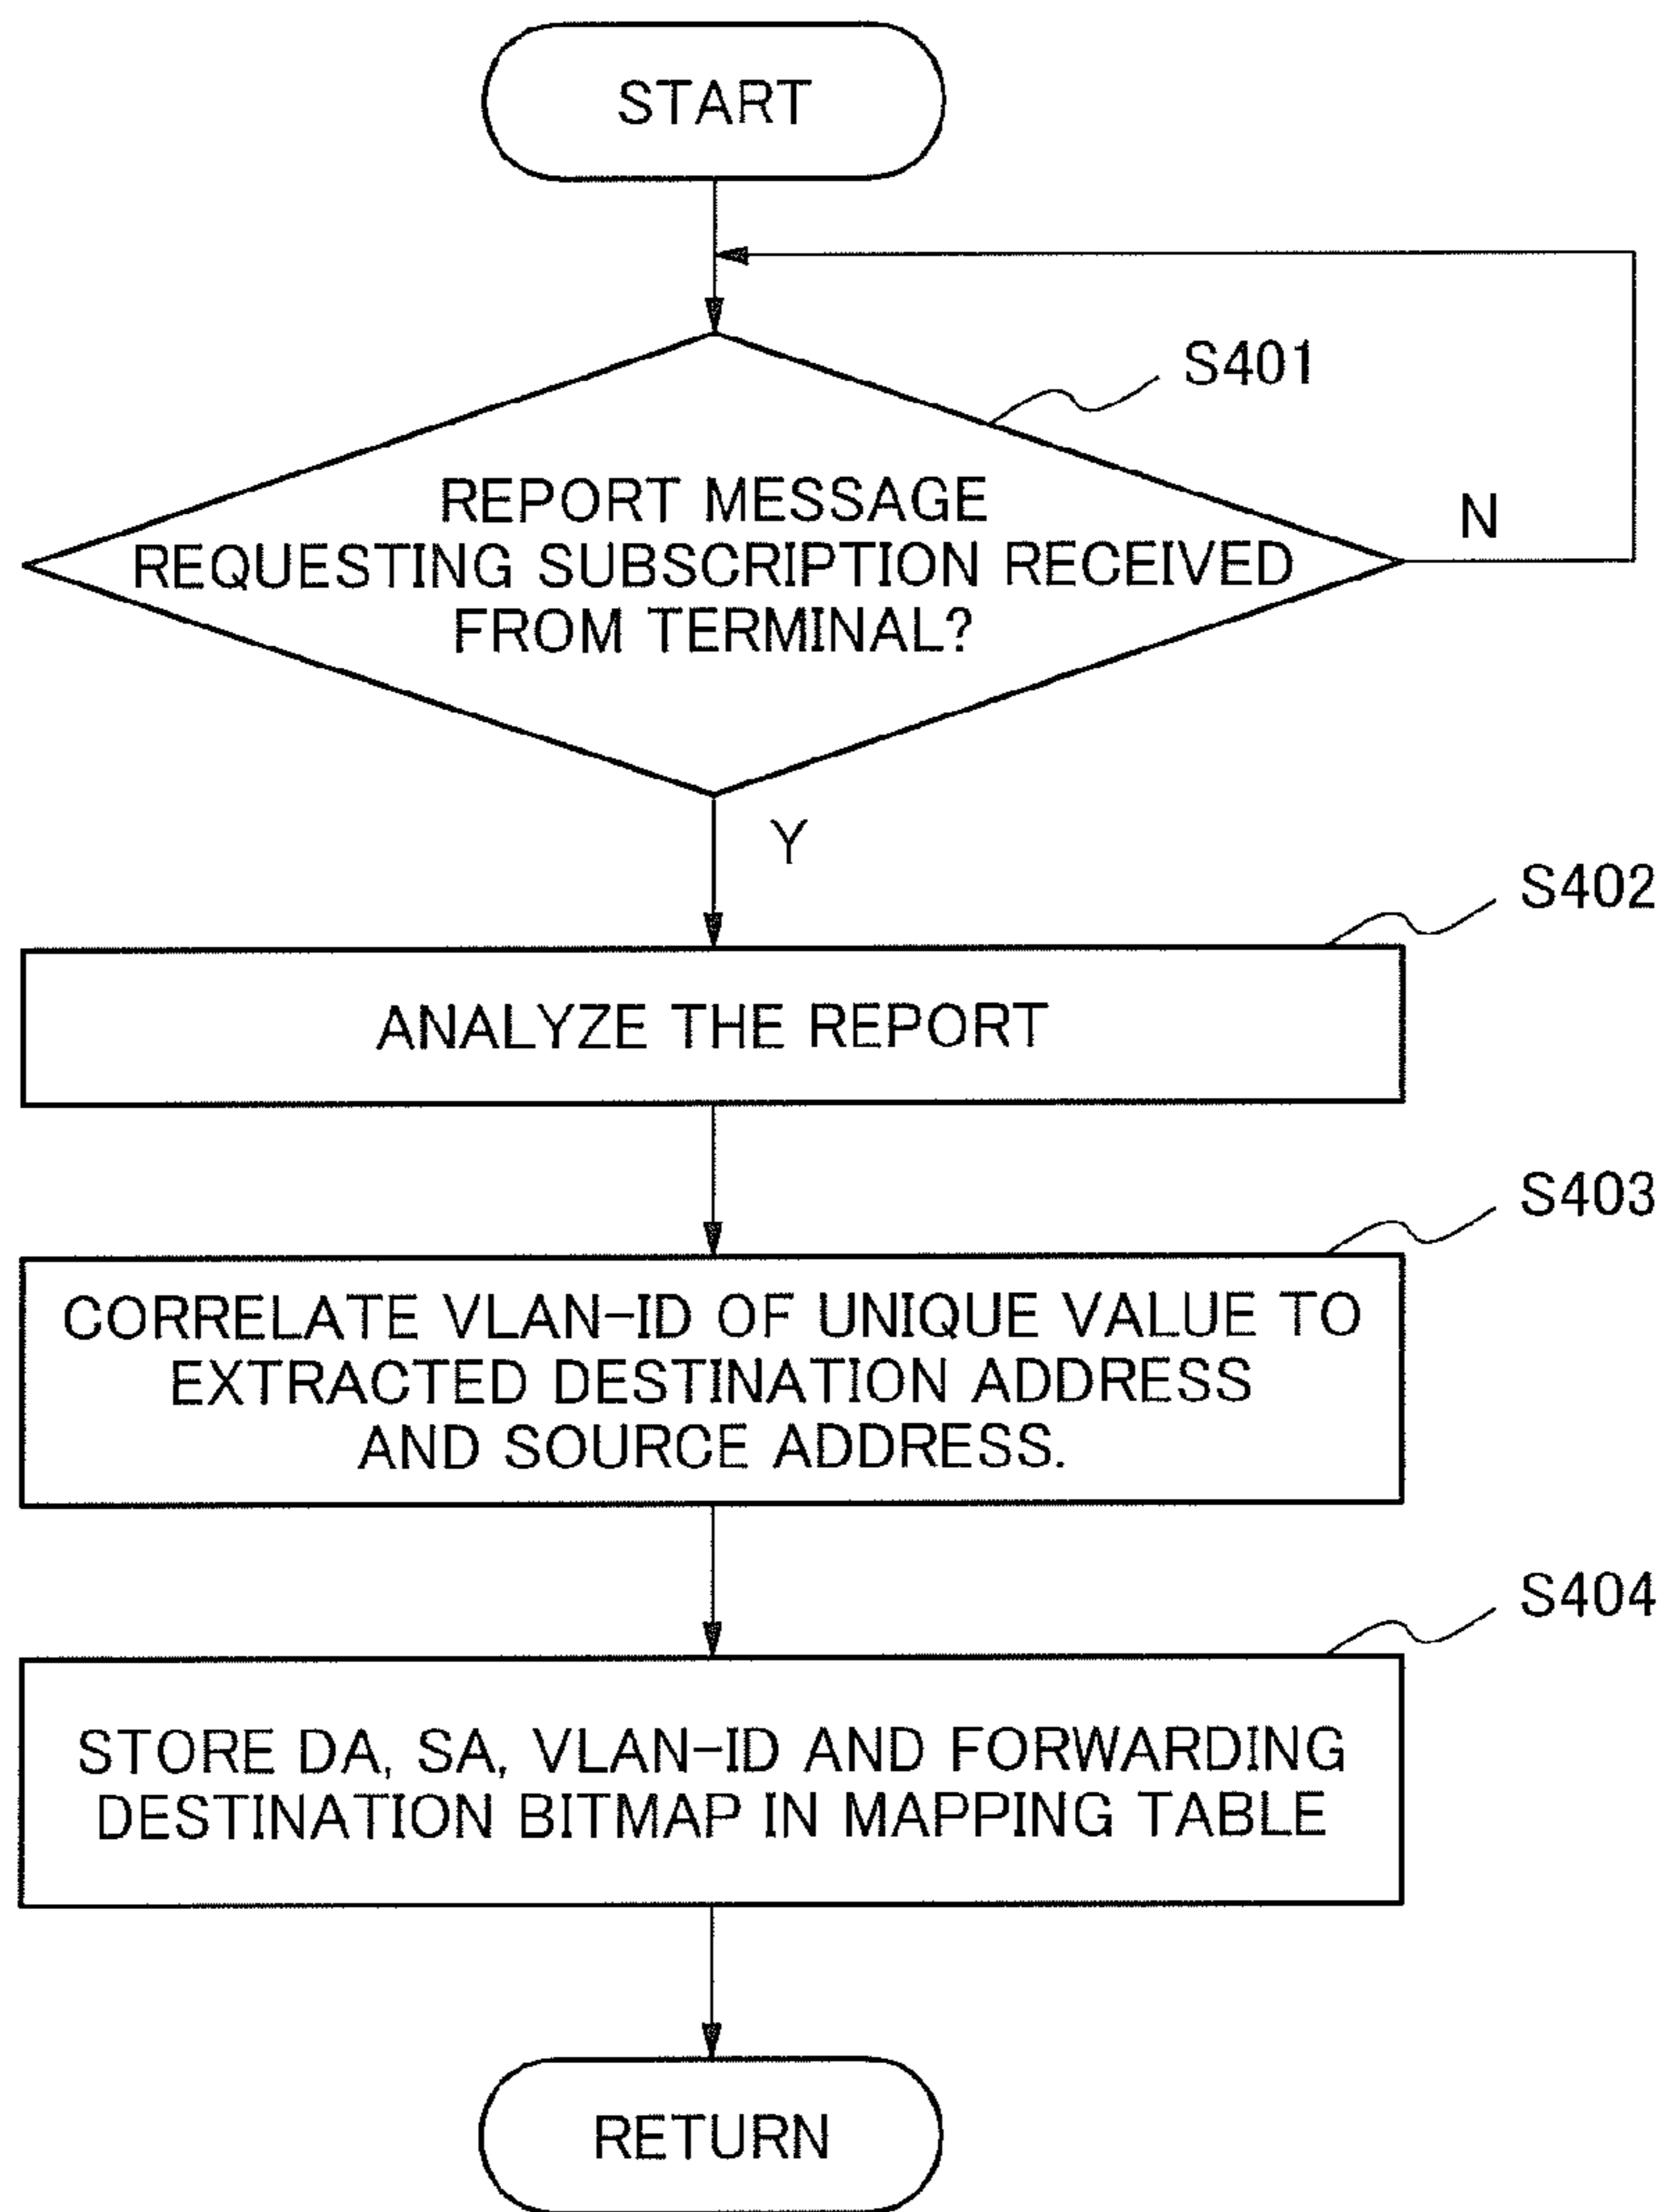 START
S401
REPORT MESSAGE
REQUESTING SUBSCRIPTION RECEIVED
FROM TERMINAL?
N
Y
S402
ANALYZE THE REPORT
S403
CORRELATE VLAN-ID OF UNIQUE VALUE TO
EXTRACTED DESTINATION ADDRESS
AND SOURCE ADDRESS.
S404
STORE DA, SA, VLAN-ID AND FORWARDING
DESTINATION BITMAP IN MAPPING TABLE
RETURN